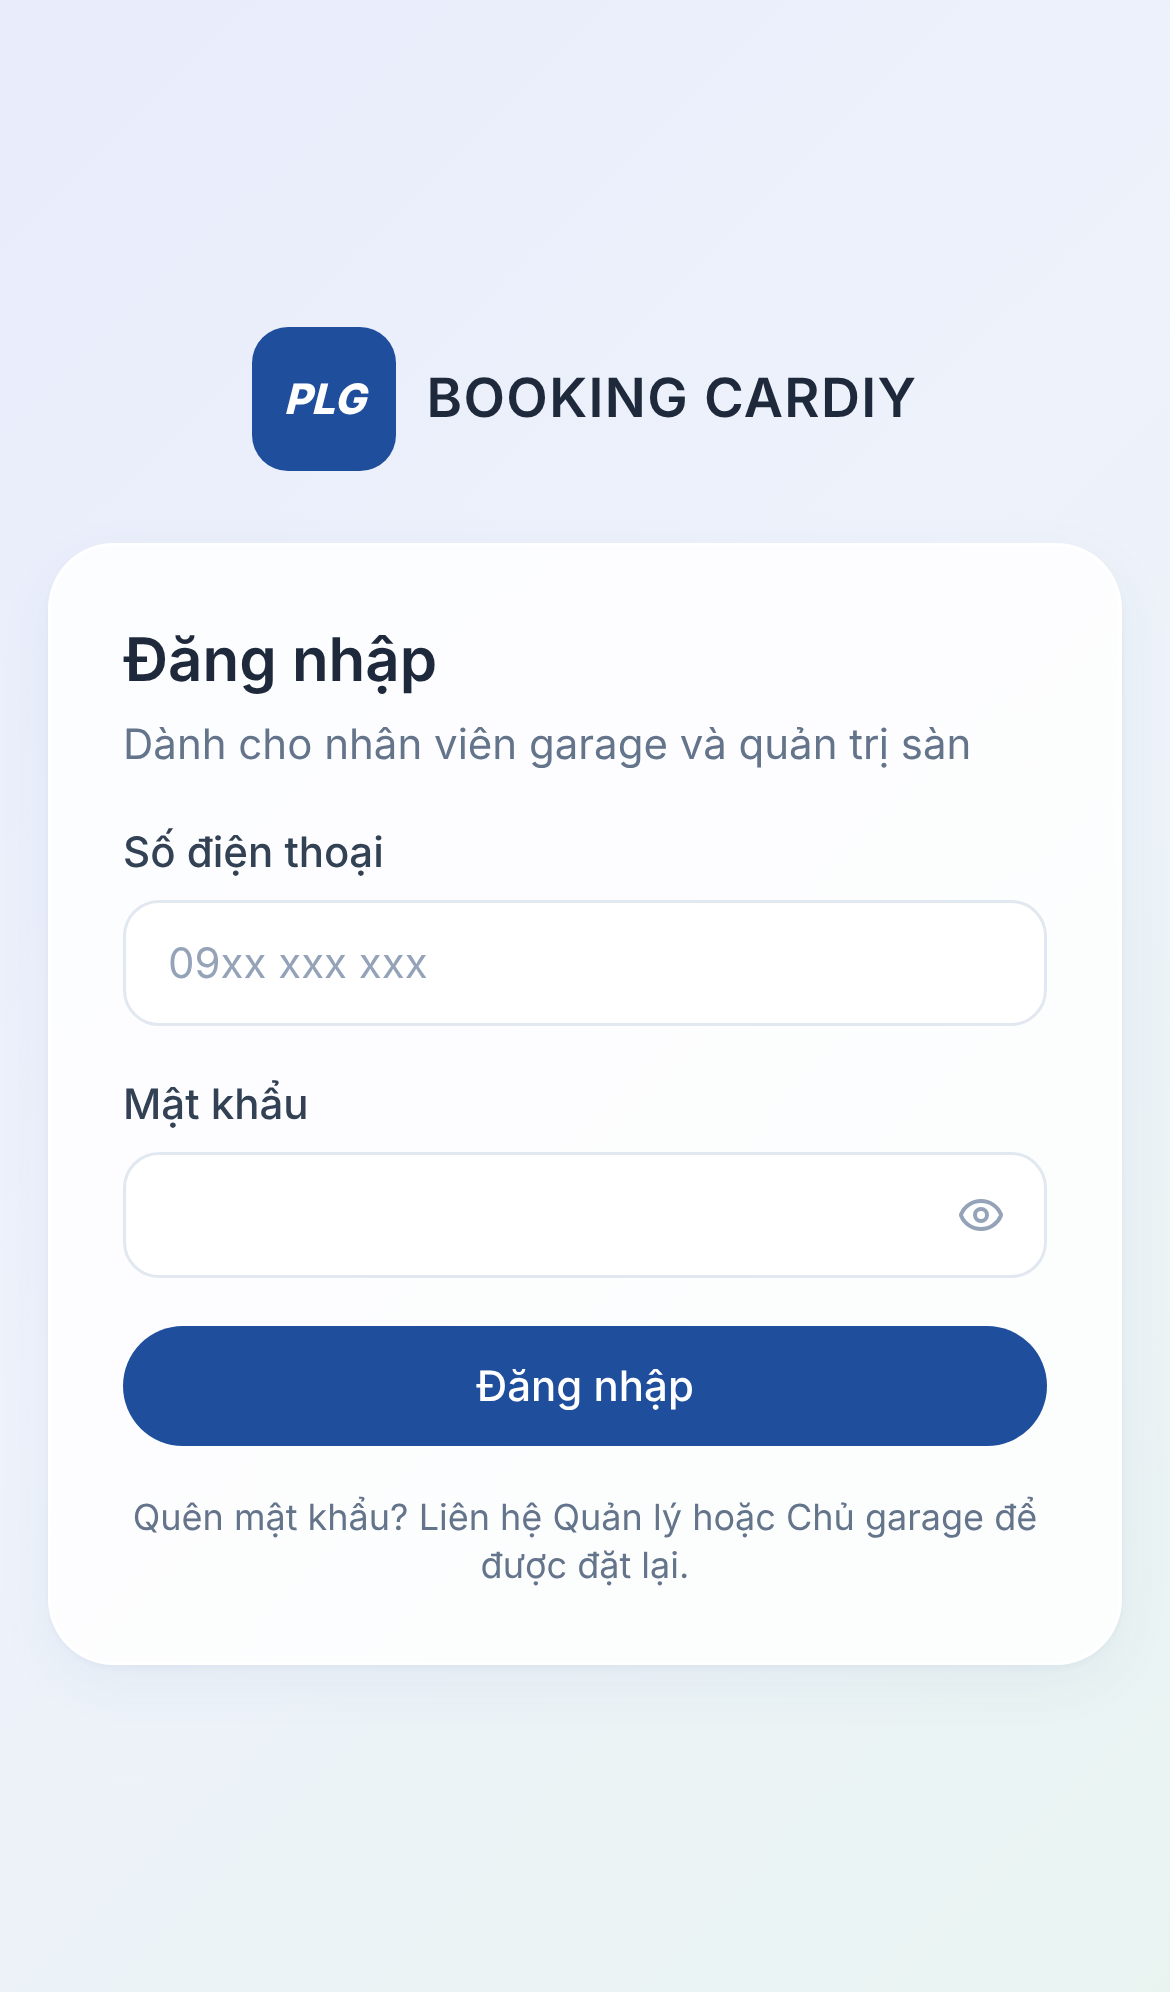 PLG
BOOKING CARDIY
Đăng nhập
Dành cho nhân viên garage và quản trị sàn
Số điện thoại
09xx xxx xxx
Mật khẩu
Đăng nhập
Quên mật khẩu? Liên hệ Quản lý hoặc Chủ garage để
được đặt lại.